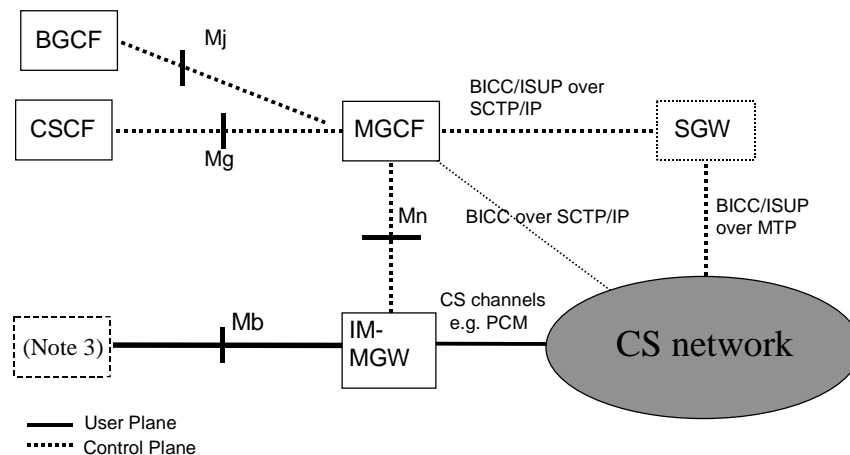 BGCF
Mj
BICC/ISUP over
SCTP/IP
CSCF
Mg
MGCF
SGW
Mn
BICC over SCTP/IP
BICC/ISUP
over MTP
(Note 3)
Mb
IM-
MGW
CS channels
e.g. PCM
CS network
User Plane
Control Plane